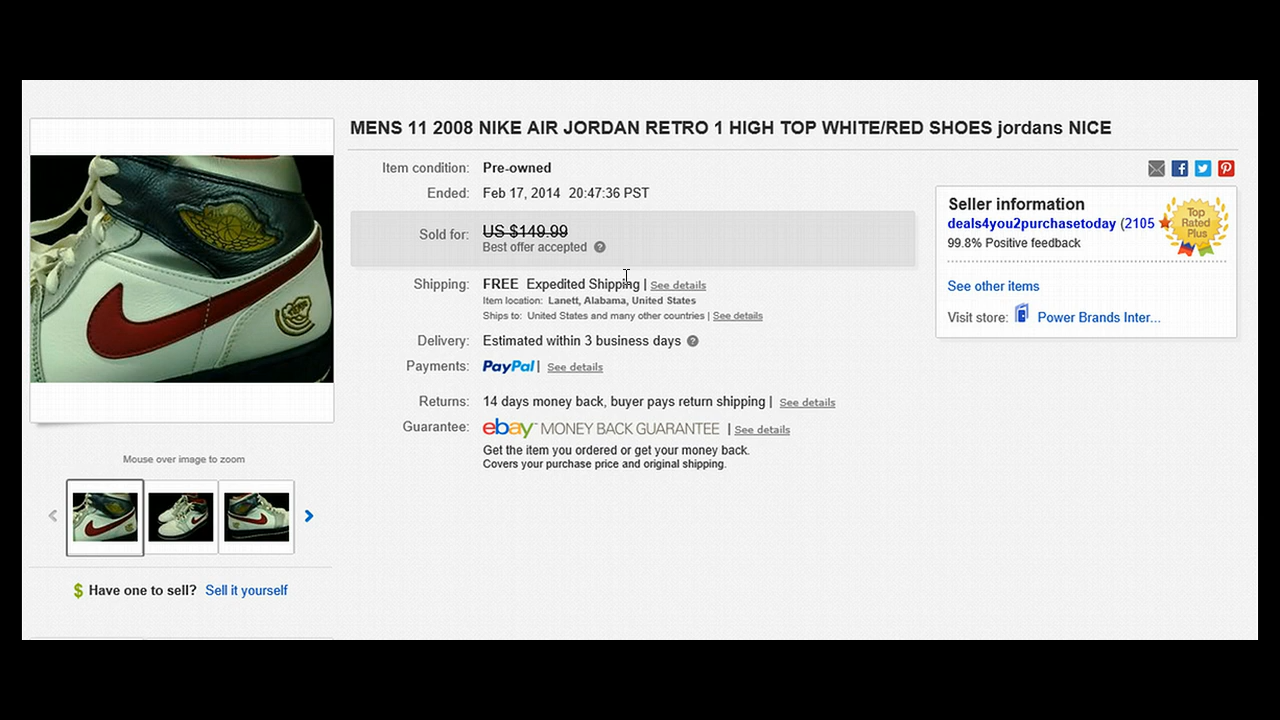 MENS 11 2008 NIKE AIR JORDAN RETRO 1 HIGH TOP WHITE/RED SHOES jordans NICE
Item condition: Pre-owned
Ended: Feb 17, 2014 20:47:36 PST
Sold for: US $149.99
Best offer accepted ?
Shipping: FREE Expedited Shipping | See details
Item location: Lanett, Alabama, United States
Ships to: United States and many other countries | See details
Delivery: Estimated within 3 business days ?
Payments: PayPal | See details
Returns: 14 days money back, buyer pays return shipping | See details
Guarantee: ebay MONEY BACK GUARANTEE | See details
Get the item you ordered or get your money back.
Covers your purchase price and original shipping.
Seller information
deals4you2purchasetoday (2105
99.8% Positive feedback
Top
Rated
Plus
See other items
Visit store: Power Brands Inter...
Mouse over image to zoom
$ Have one to sell? Sell it yourself